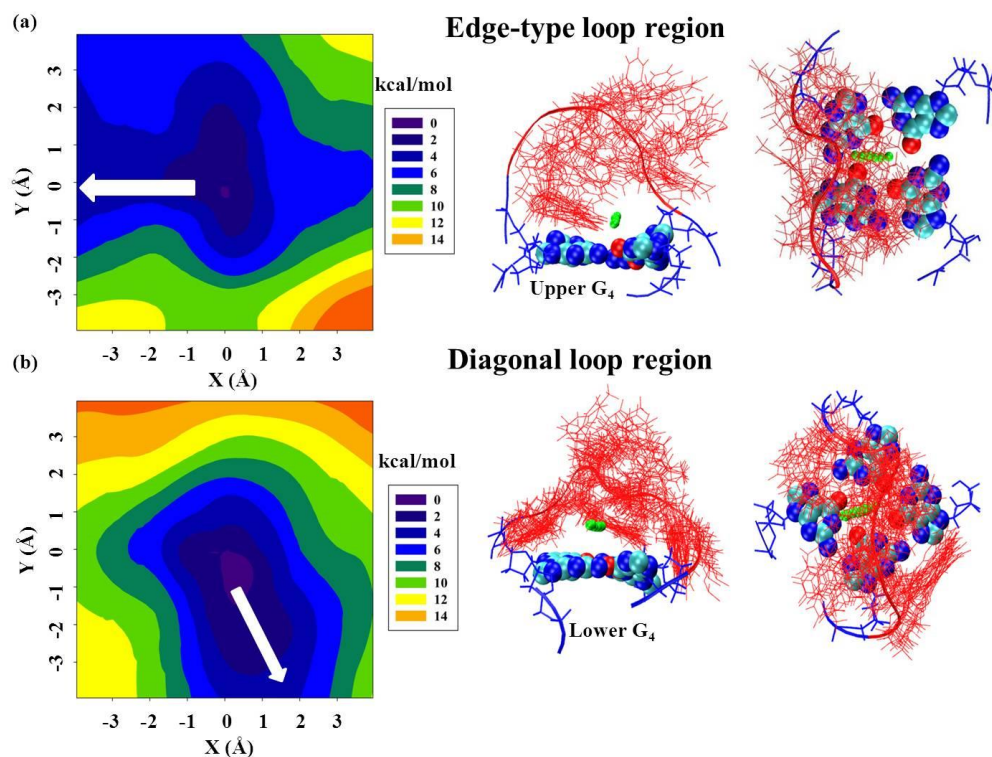 (a)
Edge-type loop region
kcal/mol
0
2
4
6
8
10
12
14
Y (Å)
3
2
1
0
-1
-2
-3
-3 -2 -1 0 1 2 3
X (Å)
Upper G₄
(b)
Diagonal loop region
kcal/mol
0
2
4
6
8
10
12
14
Y (Å)
3
2
1
0
-1
-2
-3
-3 -2 -1 0 1 2 3
X (Å)
Lower G₄